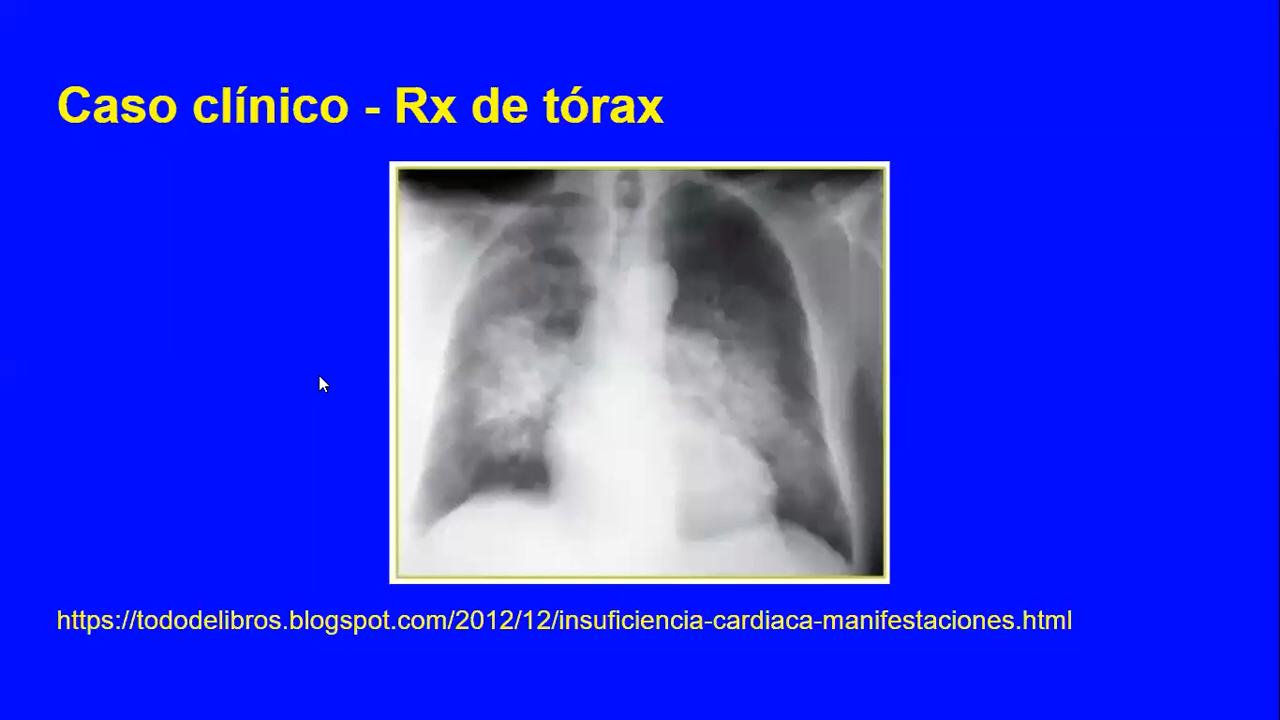 Caso clínico - Rx de tórax
https://tododelibros.blogspot.com/2012/12/insuficiencia-cardiaca-manifestaciones.html